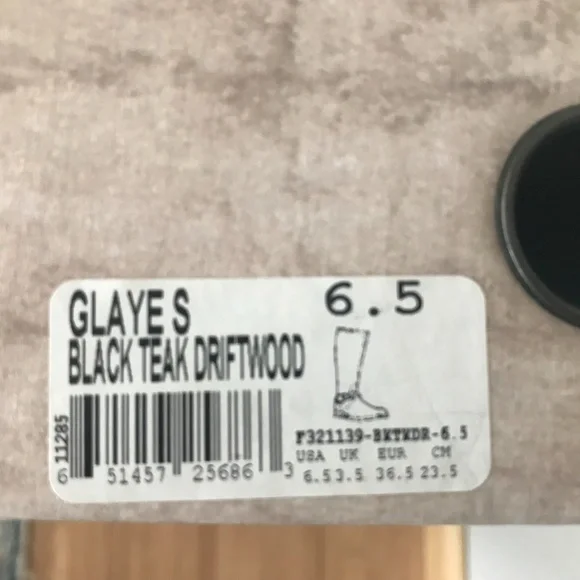 GLAYE S
6.5
BLACK TEAK DRIFTWOOD
11285
F321139-BKTKDR-6.5
USA UK EUR CM
6.5 3.5 36.5 23.5
6 51457 25686 3